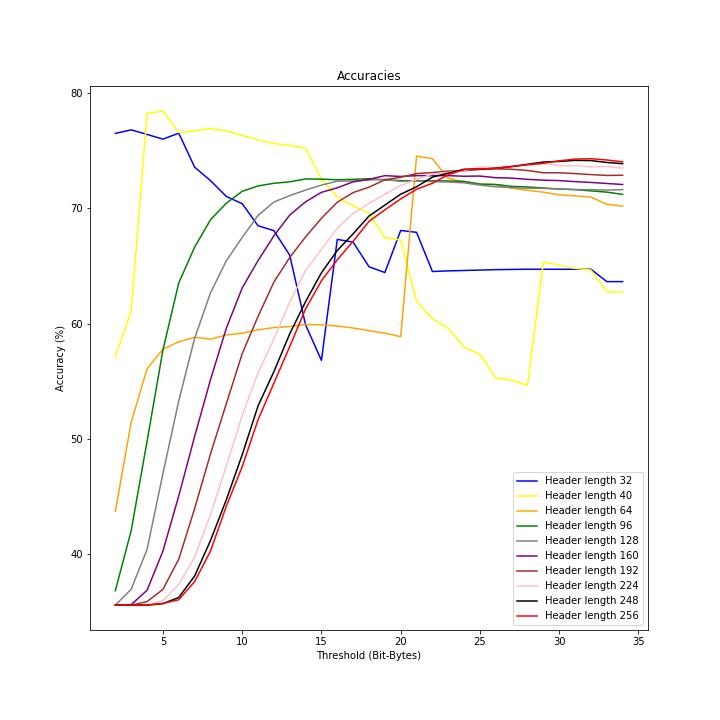 Accuracies
80
70
60
50
40
Accuracy (%)
5
10
15
20
25
30
35
Threshold (Bit-Bytes)
Header length 32
Header length 40
Header length 64
Header length 96
Header length 128
Header length 160
Header length 192
Header length 224
Header length 248
Header length 256